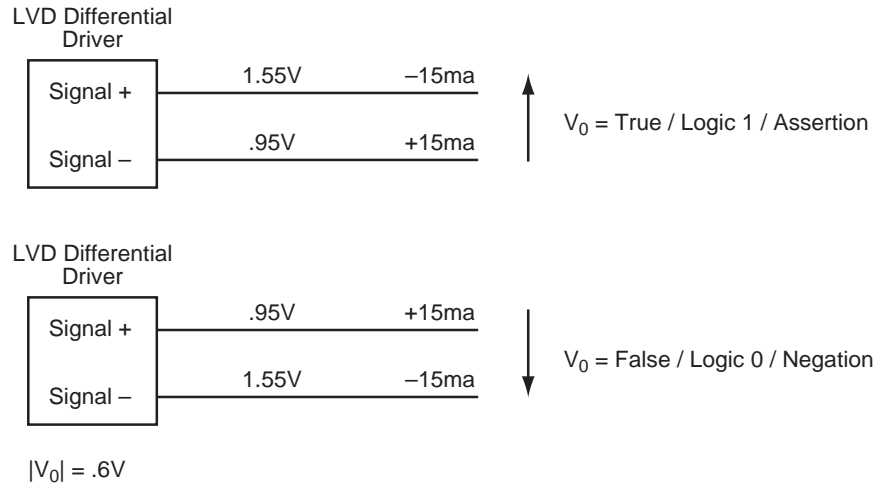 LVD Differential
Driver
Signal +
1.55V
–15ma
Signal –
.95V
+15ma
V₀ = True / Logic 1 / Assertion
LVD Differential
Driver
Signal +
.95V
+15ma
Signal –
1.55V
–15ma
V₀ = False / Logic 0 / Negation
|V₀| = .6V